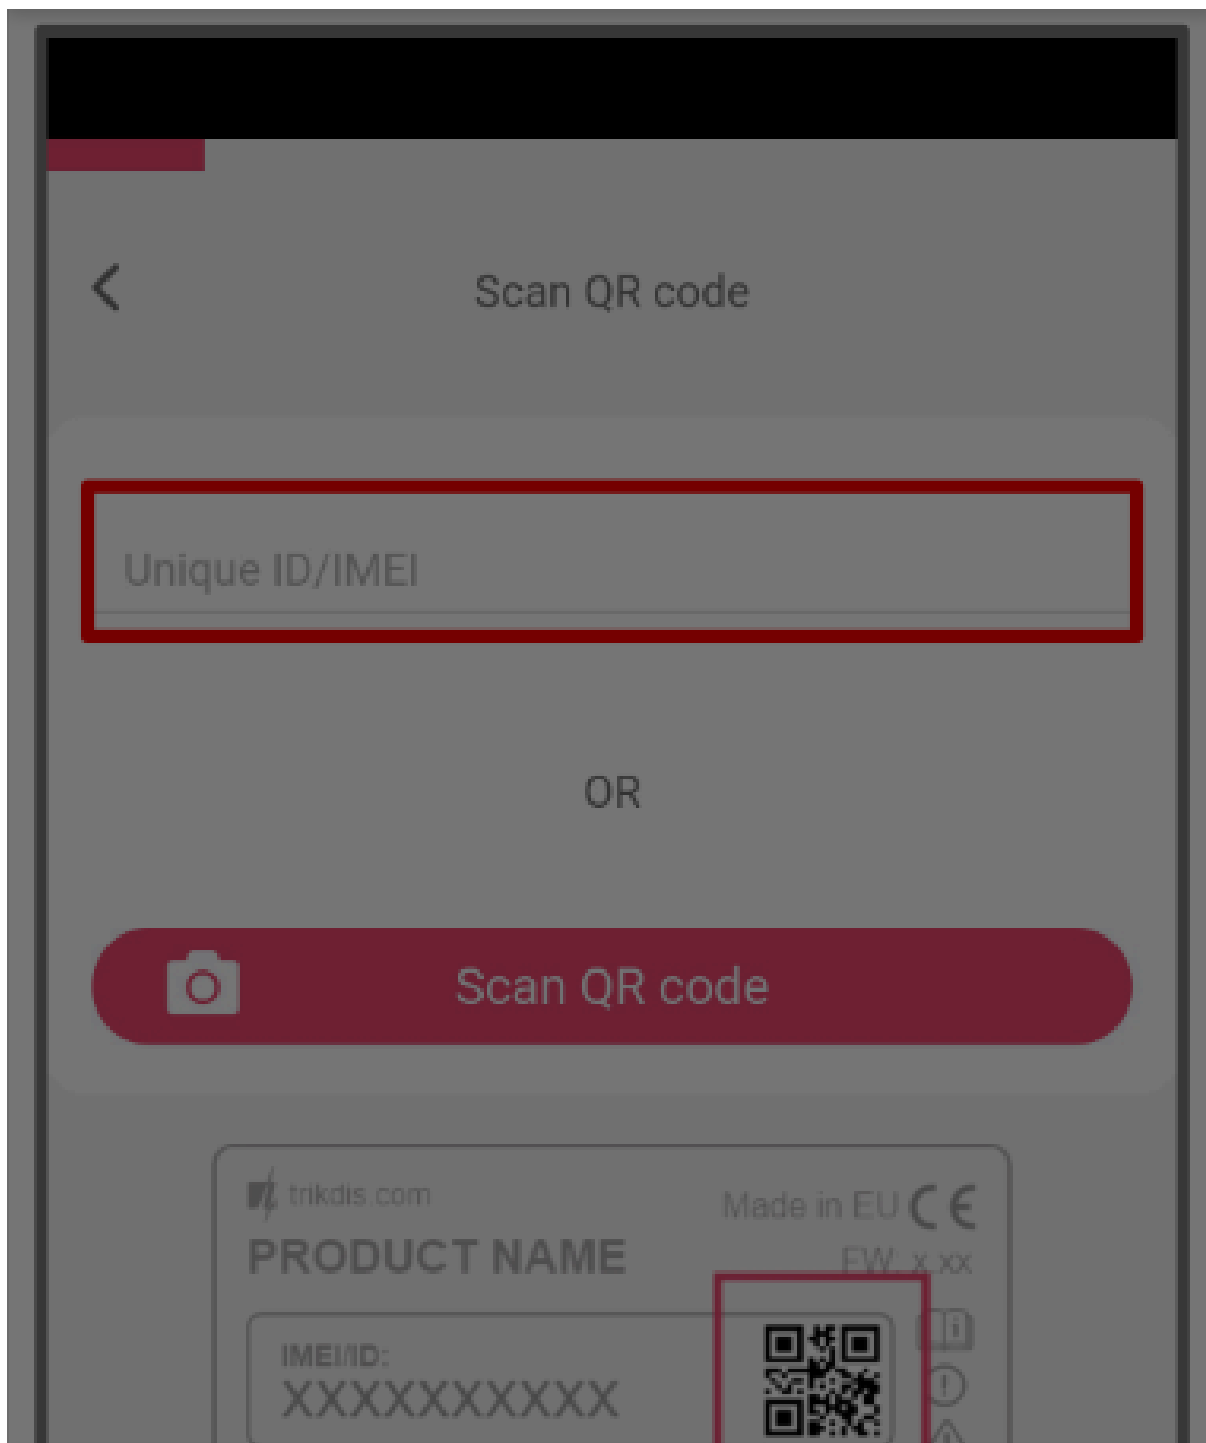 Scan QR code
Unique ID/IMEI
OR
Scan QR code
trikdis.com
Made in EU CE
PRODUCT NAME
FW: x.xx
IMEI/ID:
XXXXXXXXXX